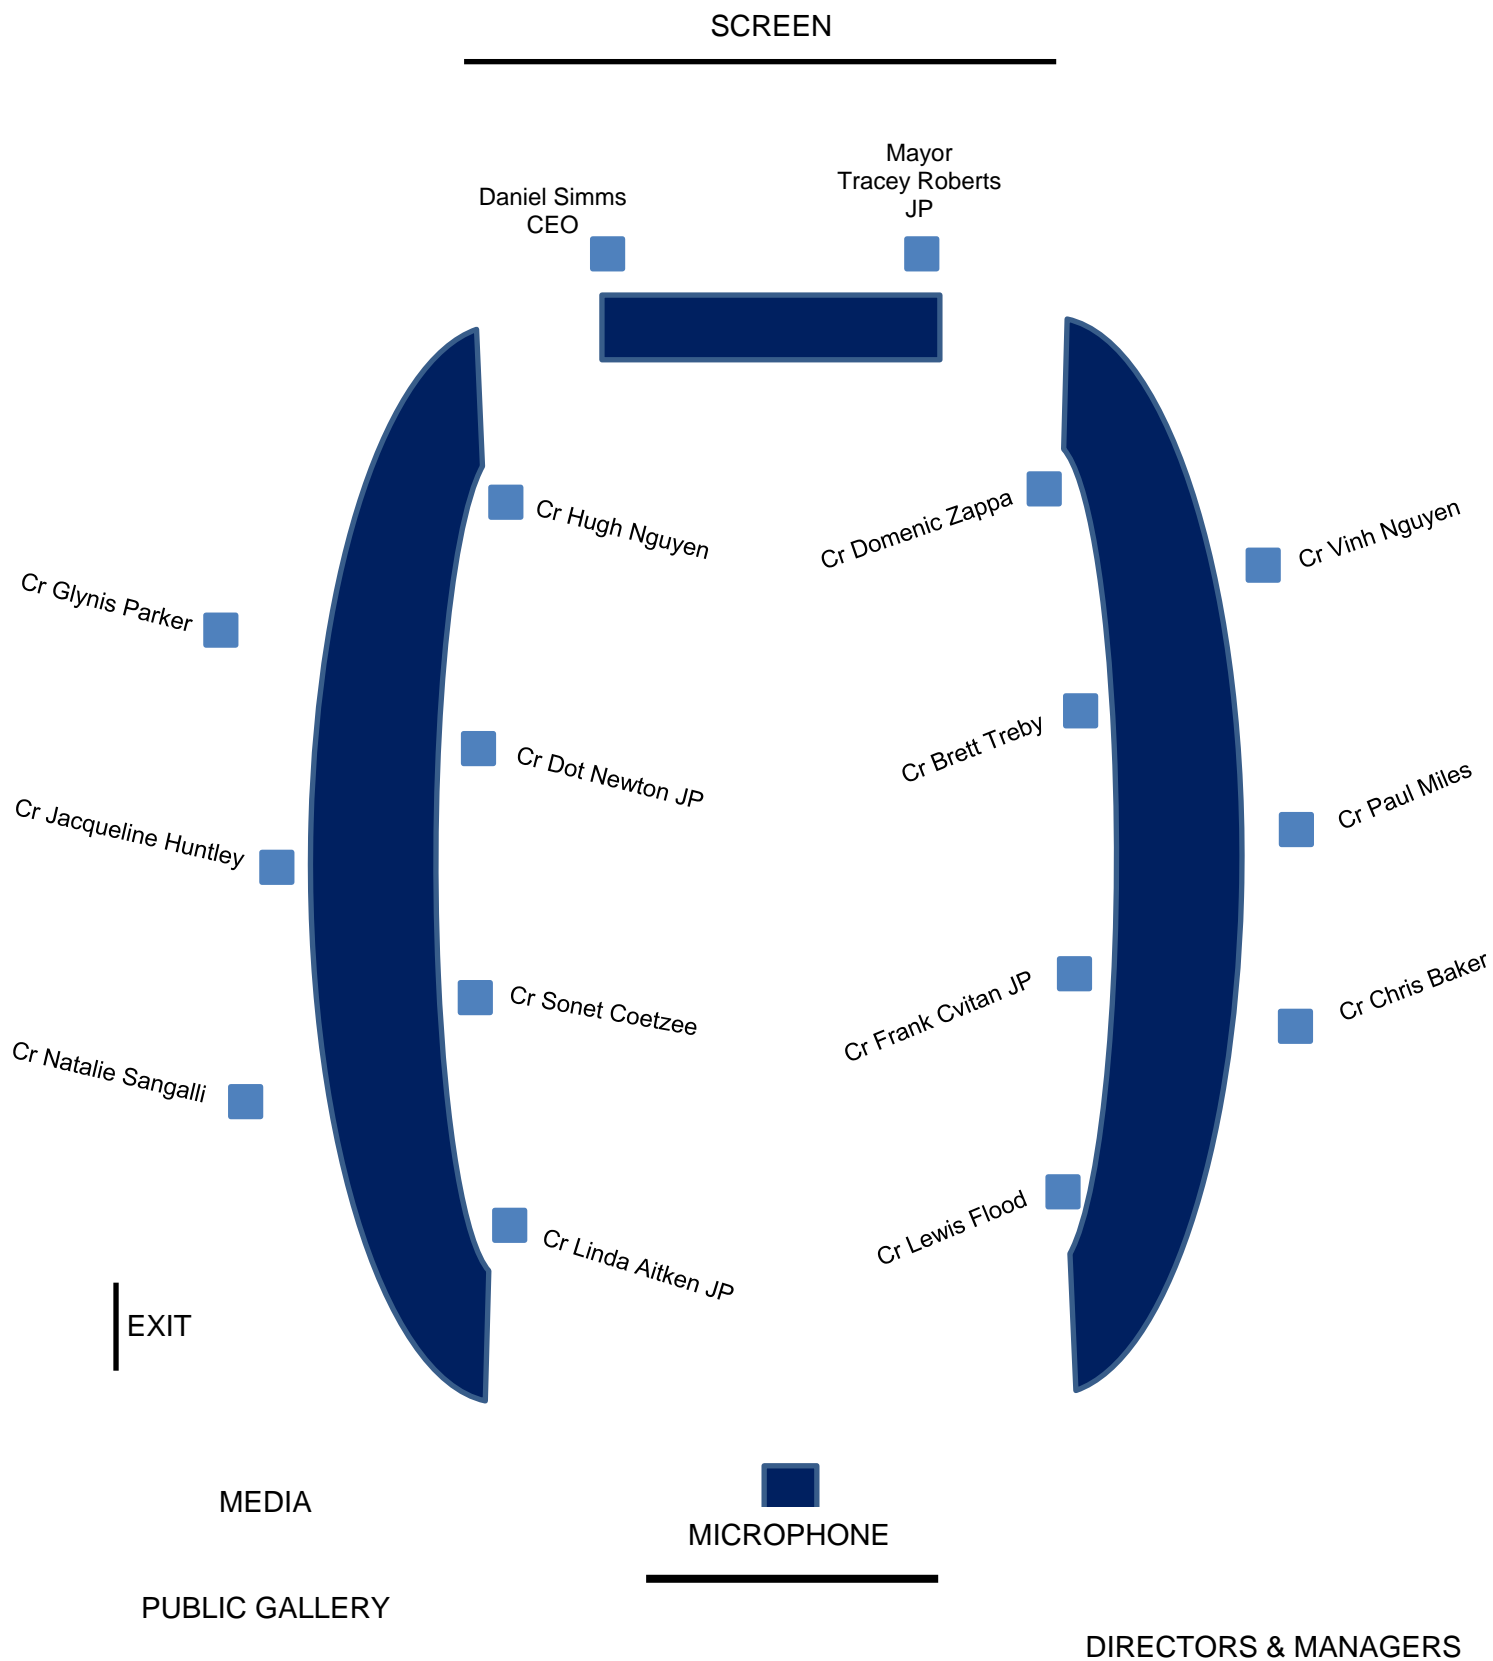 SCREEN
Mayor
Tracey Roberts
JP
Daniel Simms
CEO
Cr Hugh Nguyen
Cr Domenic Zappa
Cr Vinh Nguyen
Cr Glynis Parker
Cr Dot Newton JP
Cr Brett Treby
Cr Paul Miles
Cr Jacqueline Huntley
Cr Sonet Coetzee
Cr Frank Cvitan JP
Cr Chris Baker
Cr Natalie Sangalli
Cr Linda Aitken JP
Cr Lewis Flood
EXIT
MEDIA
MICROPHONE
PUBLIC GALLERY
DIRECTORS & MANAGERS